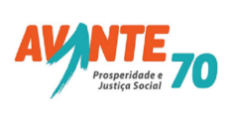 AVANTE
70
Prosperidade e
Justiça Social